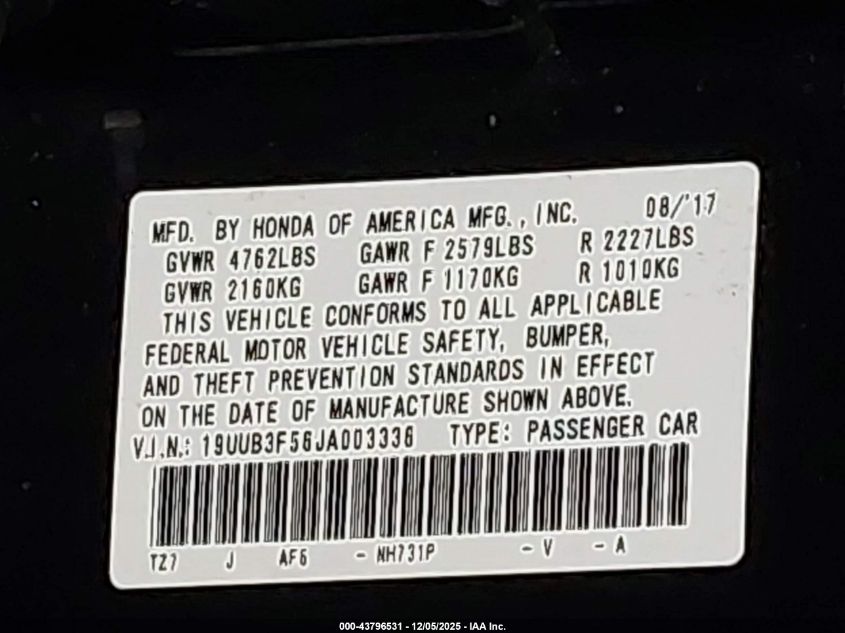 MFD. BY HONDA OF AMERICA MFG., INC. 08/'17
GVWR 4762LBS GAWR F 2579LBS R 2227LBS
GVWR 2160KG GAWR F 1170KG R 1010KG
THIS VEHICLE CONFORMS TO ALL APPLICABLE
FEDERAL MOTOR VEHICLE SAFETY, BUMPER,
AND THEFT PREVENTION STANDARDS IN EFFECT
ON THE DATE OF MANUFACTURE SHOWN ABOVE.
V.I.N.: 19UUB3F56JA003336 TYPE: PASSENGER CAR
TZ7 J AF6 - NH731P - V - A
000-43796531 - 12/05/2025 - IAA Inc.